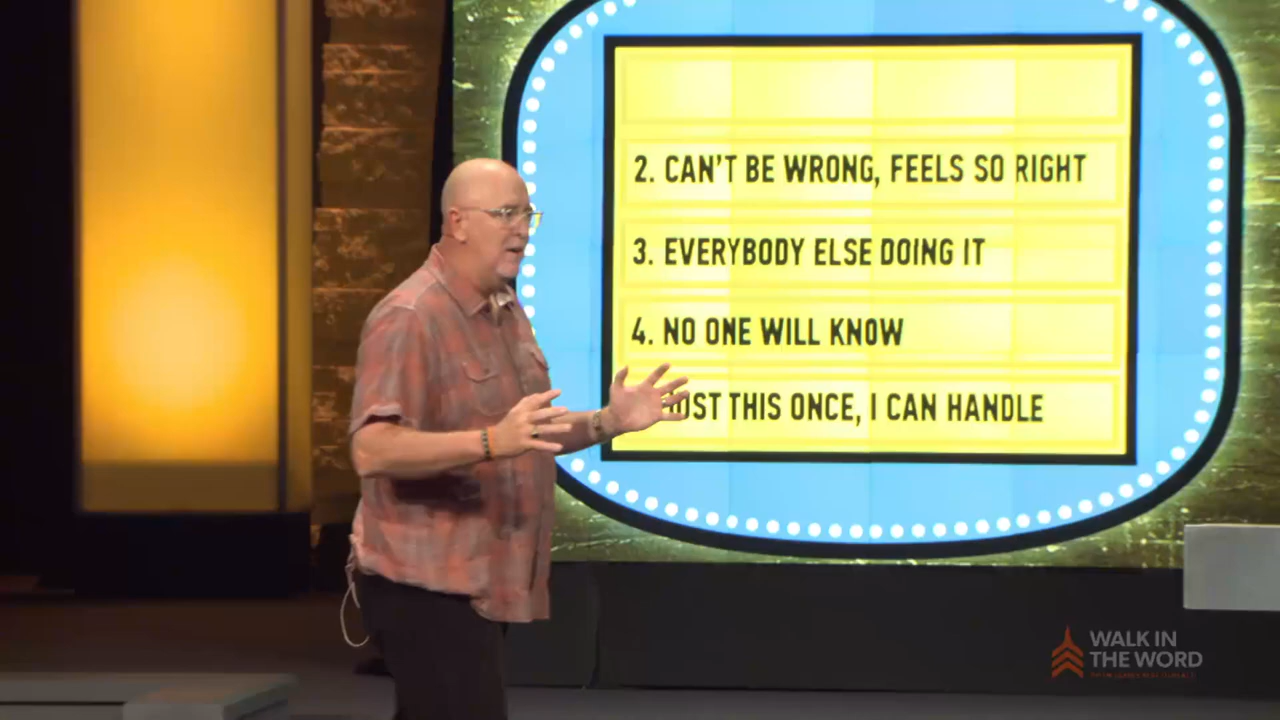 2. CAN'T BE WRONG, FEELS SO RIGHT
3. EVERYBODY ELSE DOING IT
4. NO ONE WILL KNOW
THIS ONCE, I CAN HANDLE
WALK IN
THE WORD